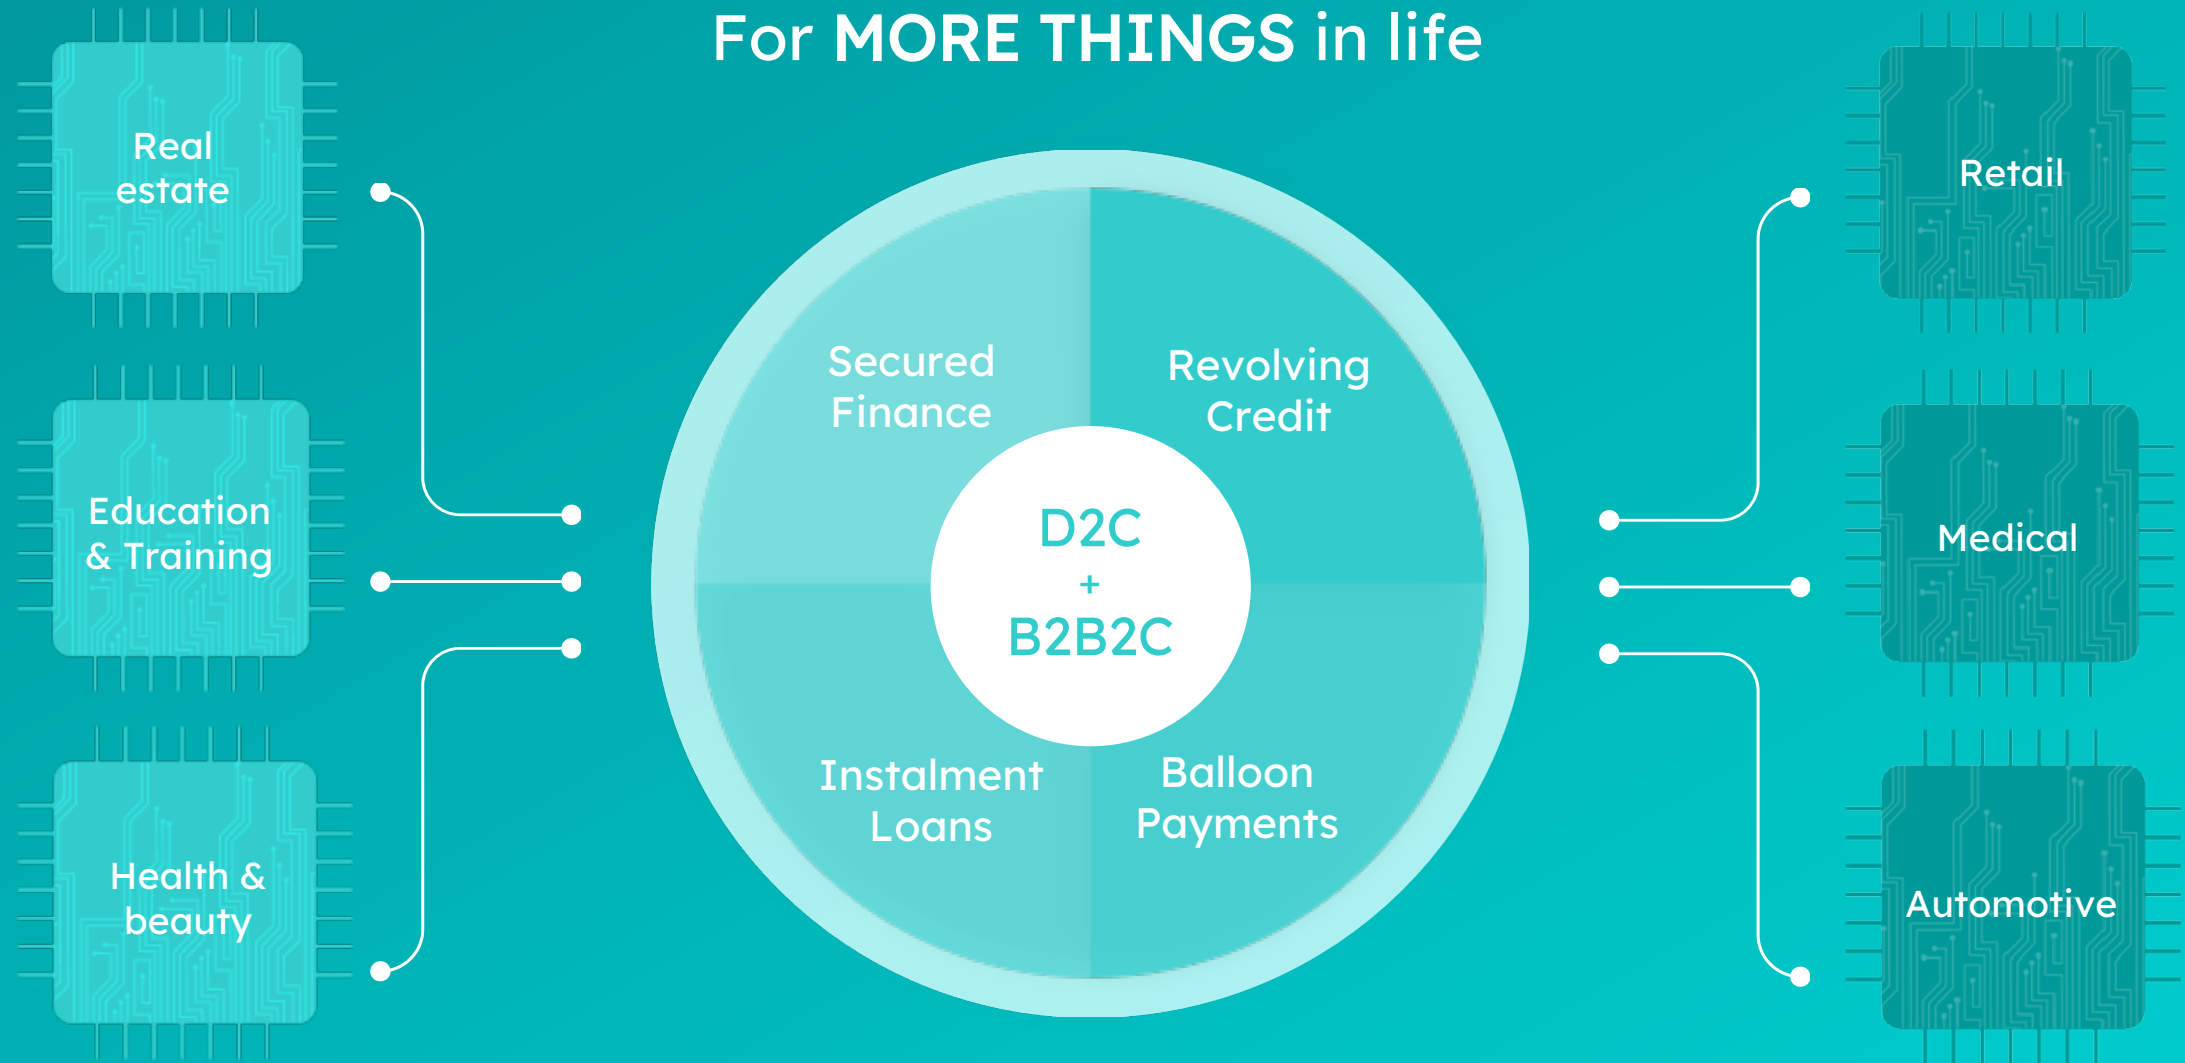 For MORE THINGS in life
Real
estate
Education
& Training
Health &
beauty
Secured
Finance
Revolving
Credit
D2C
+
B2B2C
Instalment
Loans
Balloon
Payments
Retail
Medical
Automotive